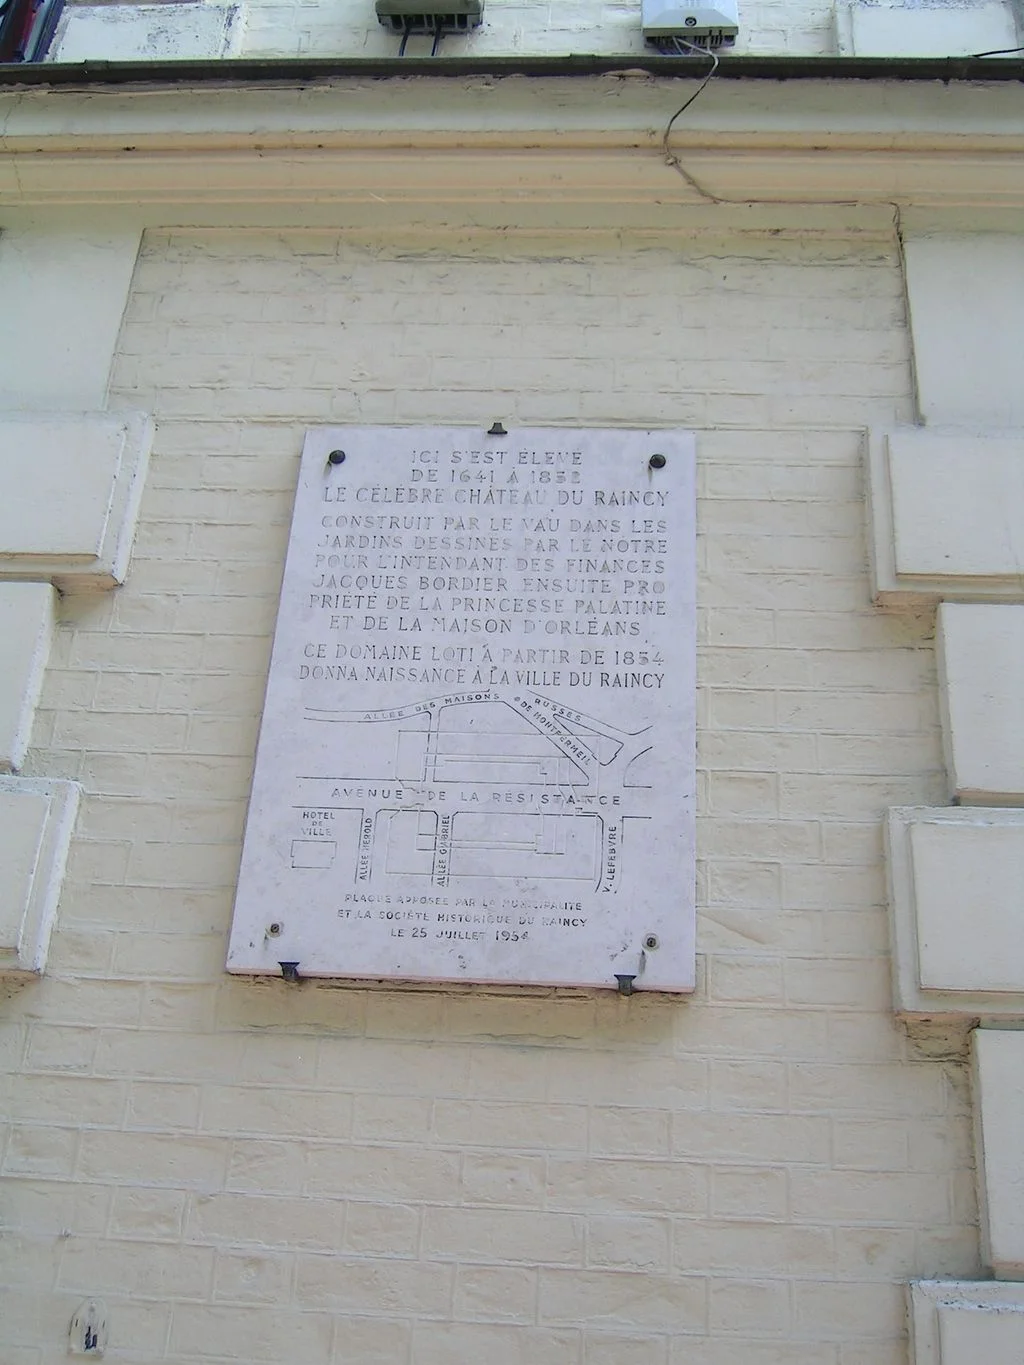 ICI S'EST ÉLEVÉ
DE 1641 À 1852
LE CÉLÈBRE CHÂTEAU DU RAINCY
CONSTRUIT PAR LE VAU DANS LES
JARDINS DESSINÉS PAR LE NÔTRE
POUR L'INTENDANT DES FINANCES
JACQUES BORDIER ENSUITE PRO
PRIÉTÉ DE LA PRINCESSE PALATINE
ET DE LA MAISON D'ORLÉANS
CE DOMAINE LOTI À PARTIR DE 1854
DONNA NAISSANCE À LA VILLE DU RAINCY
ALLÉE DES MAISONS RUSSES
Bd DE MONTFERMEIL
AVENUE DE LA RÉSISTANCE
HOTEL
DE
VILLE
ALLÉE HEROLD
ALLÉE GABRIEL
V. LEFEBVRE
PLAQUE APPOSÉE PAR LA MUNICIPALITÉ
ET LA SOCIÉTÉ HISTORIQUE DU RAINCY
LE 25 JUILLET 1954